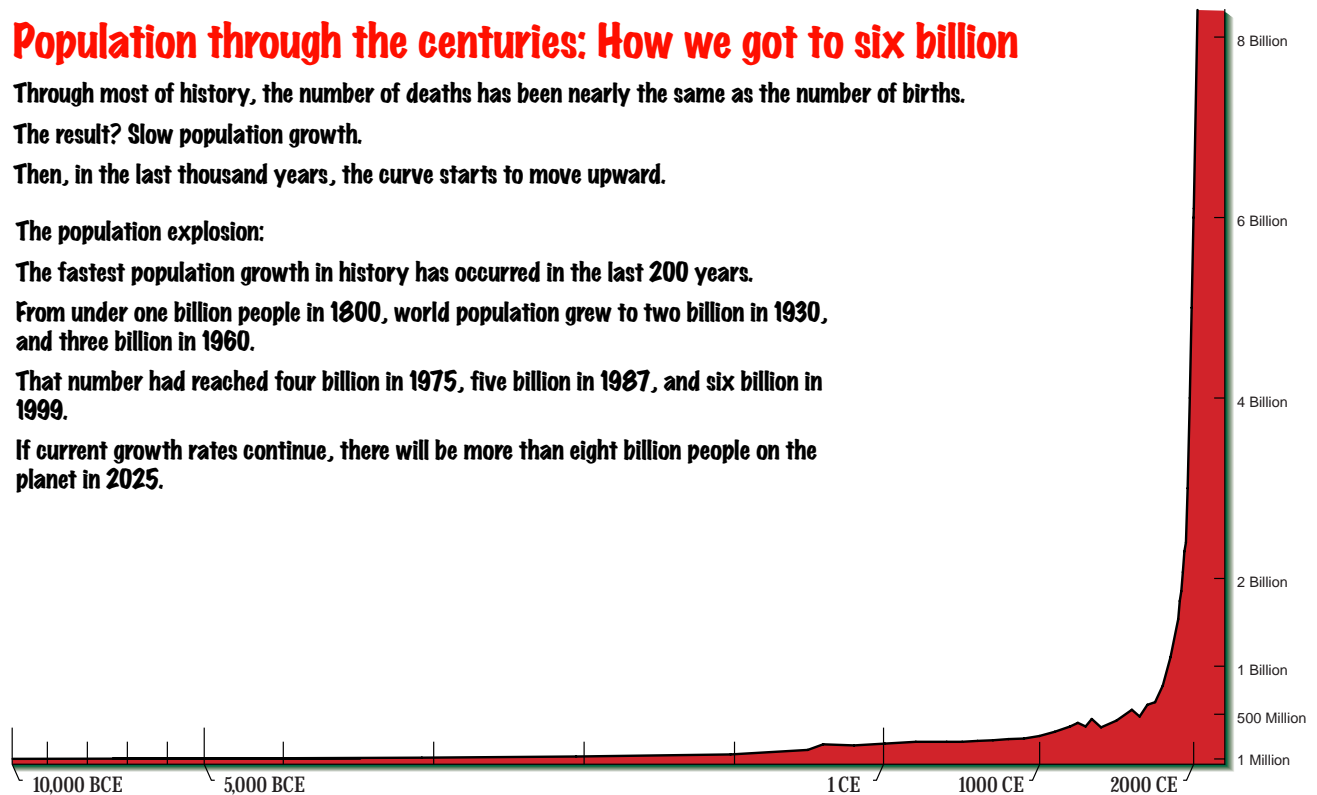 Population through the centuries: How we got to six billion
Through most of history, the number of deaths has been nearly the same as the number of births.
The result? Slow population growth.
Then, in the last thousand years, the curve starts to move upward.
The population explosion:
The fastest population growth in history has occurred in the last 200 years.
From under one billion people in 1800, world population grew to two billion in 1930,
and three billion in 1960.
That number had reached four billion in 1975, five billion in 1987, and six billion in
1999.
If current growth rates continue, there will be more than eight billion people on the
planet in 2025.
8 Billion
6 Billion
4 Billion
2 Billion
1 Billion
500 Million
1 Million
10,000 BCE
5,000 BCE
1 CE
1000 CE
2000 CE